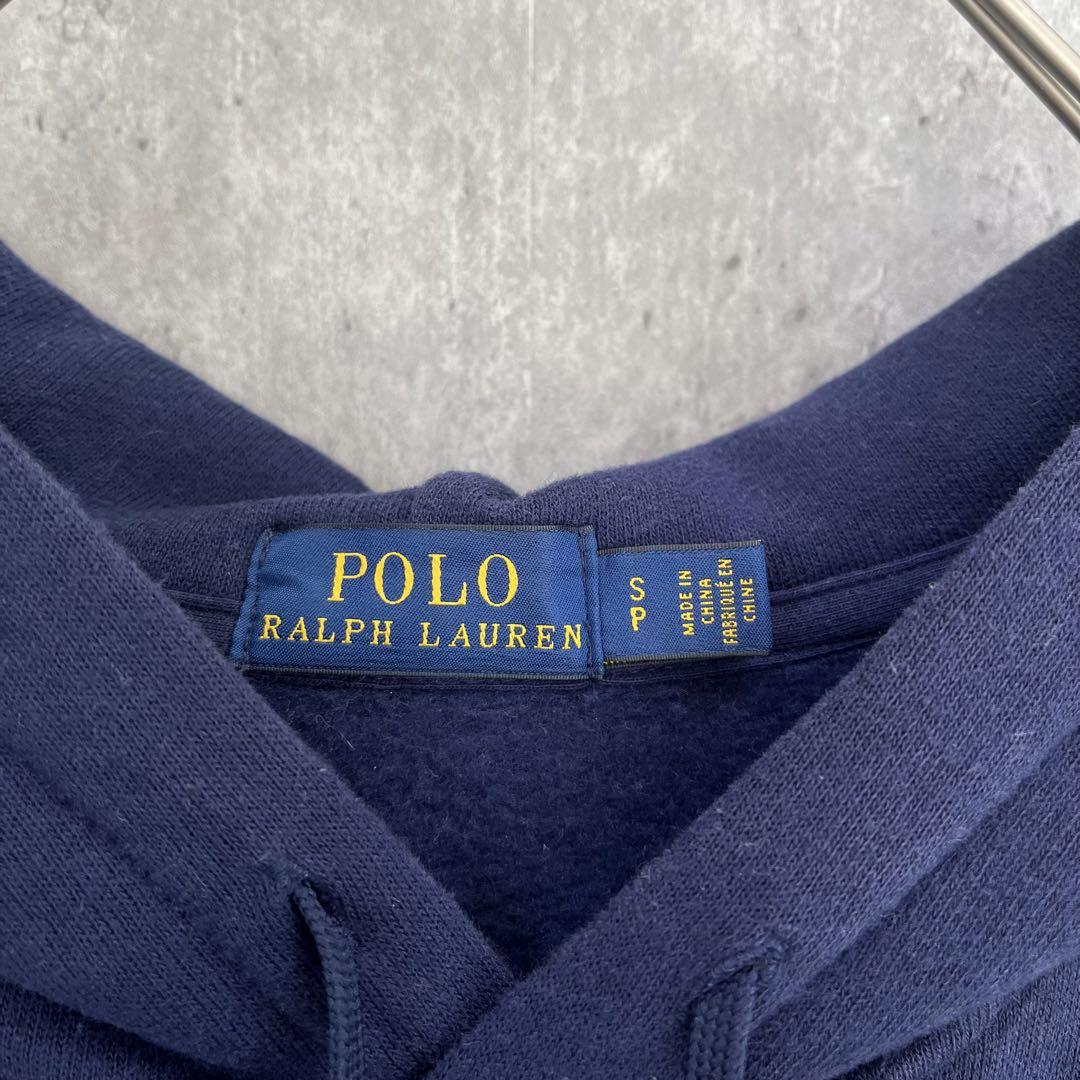 POLO
RALPH LAUREN
S
P
MADE IN
CHINA
FABRIQUÉ EN
CHINE